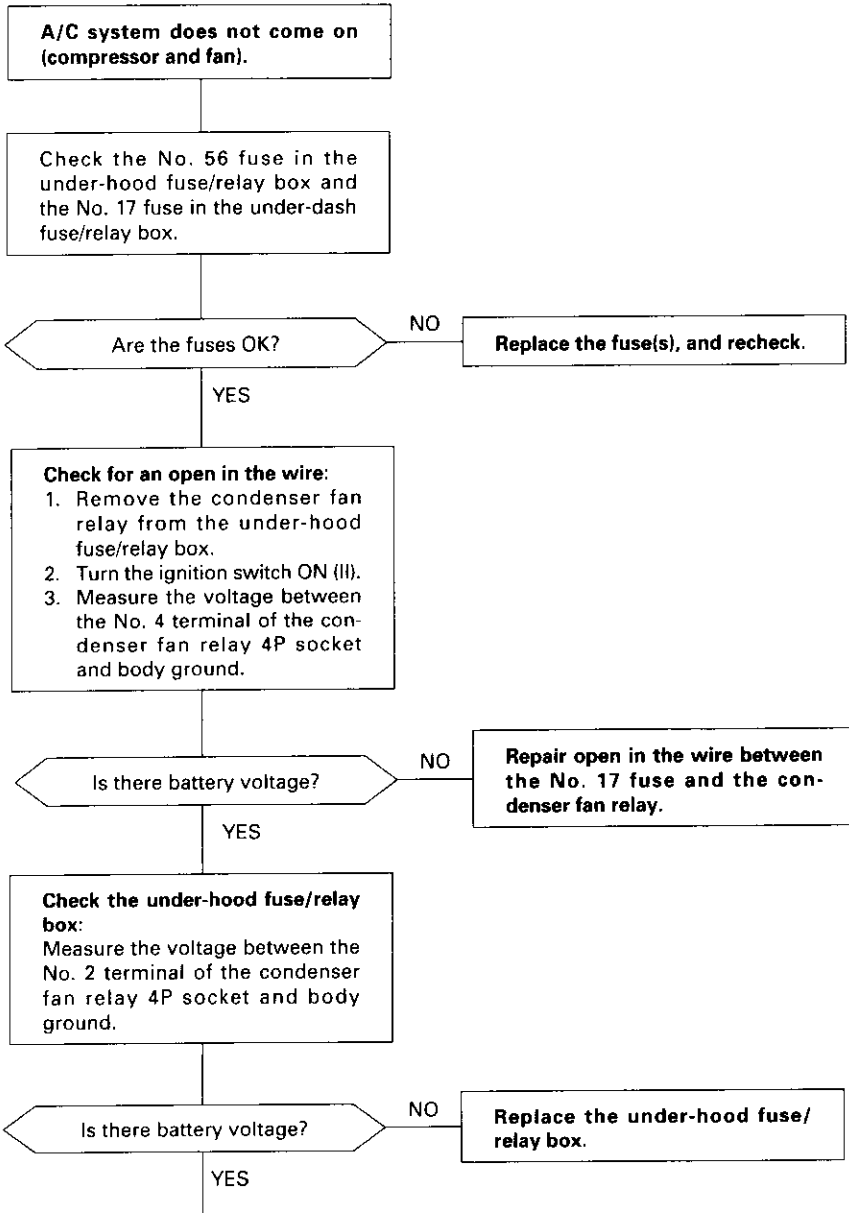 A/C system does not come on
(compressor and fan).
Check the No. 56 fuse in the
under-hood fuse/relay box and
the No. 17 fuse in the under-dash
fuse/relay box.
Are the fuses OK?
NO
Replace the fuse(s), and recheck.
YES
Check for an open in the wire:
1. Remove the condenser fan
relay from the under-hood
fuse/relay box.
2. Turn the ignition switch ON (II).
3. Measure the voltage between
the No. 4 terminal of the con-
denser fan relay 4P socket
and body ground.
Is there battery voltage?
NO
Repair open in the wire between
the No. 17 fuse and the con-
denser fan relay.
YES
Check the under-hood fuse/relay
box:
Measure the voltage between the
No. 2 terminal of the condenser
fan relay 4P socket and body
ground.
Is there battery voltage?
NO
Replace the under-hood fuse/
relay box.
YES